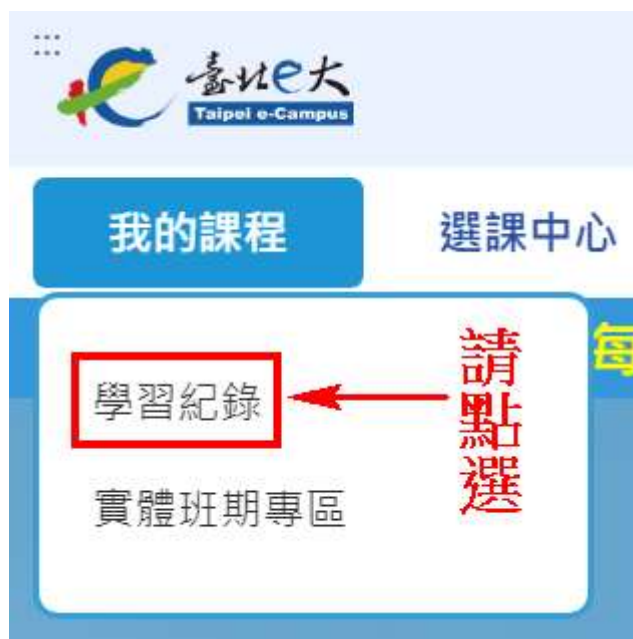 臺北e大
Taipei e-Campus
我的課程
選課中心
每
學習紀錄
請點選
實體班期專區